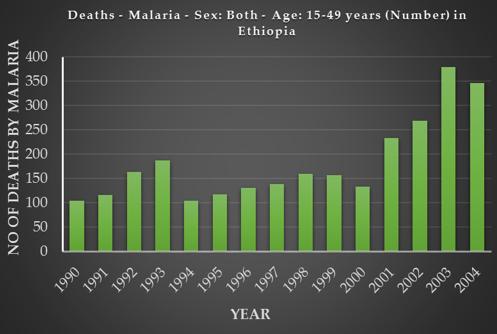 Deaths - Malaria - Sex: Both - Age: 15-49 years (Number) in
Ethiopia
NO OF DEATHS BY MALARIA
400
350
300
250
200
150
100
50
0
1990 1991 1992 1993 1994 1995 1996 1997 1998 1999 2000 2001 2002 2003 2004
YEAR